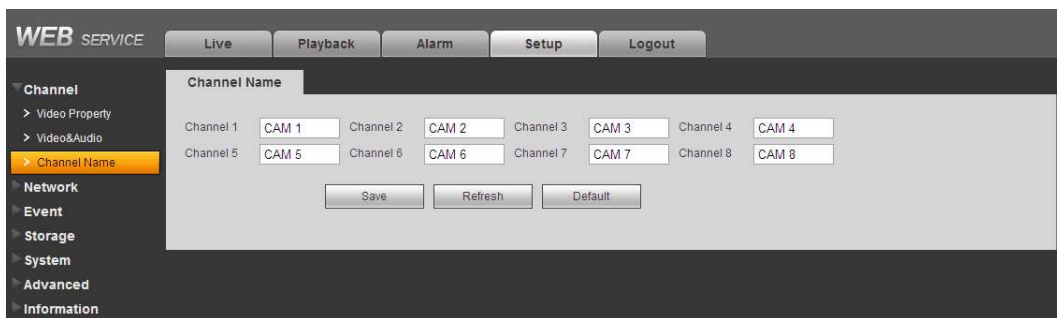 WEB SERVICE
Live Playback Alarm Setup Logout
Channel
> Video Property
> Video&Audio
> Channel Name
Network
Event
Storage
System
Advanced
Information
Channel Name
Channel 1 CAM 1 Channel 2 CAM 2 Channel 3 CAM 3 Channel 4 CAM 4
Channel 5 CAM 5 Channel 6 CAM 6 Channel 7 CAM 7 Channel 8 CAM 8
Save Refresh Default